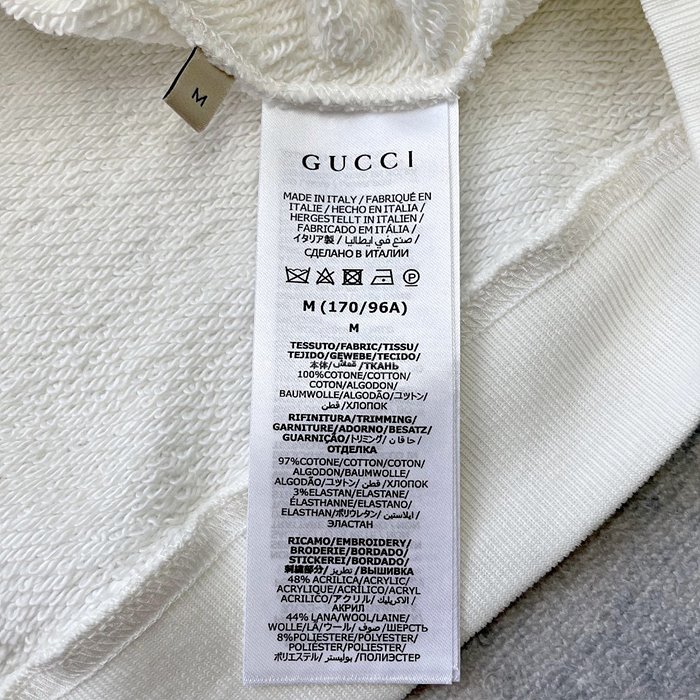 M
GUCCI
MADE IN ITALY / FABRIQUÉ EN
ITALIE / HECHO EN ITALIA /
HERGESTELLT IN ITALIEN /
FABRICADO EM ITÁLIA /
イタリア製 / صنع في ايطاليا /
СДЕЛАНО В ИТАЛИИ
M (170/96A)
M
TESSUTO/FABRIC/TISSU/
TEJIDO/GEWEBE/TECIDO/
本体/قماش/ТКАНЬ
100%COTONE/COTTON/
COTON/ALGODON/
BAUMWOLLE/ALGODÃO/コットン/
قطن/ХЛОПОК
RIFINITURA/TRIMMING/
GARNITURE/ADORNO/BESATZ/
GUARNIÇÃO/トリミング/حافان/
ОТДЕЛКА
97%COTONE/COTTON/COTON/
ALGODON/BAUMWOLLE/
ALGODÃO/コットン/قطن/ХЛОПОК
3%ELASTAN/ELASTANE/
ÉLASTHANNE/ELASTANO/
ELASTHAN/ポリウレタン/ايلاستين/
ЭЛАСТАН
RICAMO/EMBROIDERY/
BRODERIE/BORDADO/
STICKEREI/BORDADO/
刺繍部分/تطريز/ВЫШИВКА
48% ACRILICA/ACRYLIC/
ACRYLIQUE/ACRÍLICO/ACRYL
ACRILICO/アクリル/الاكريليك/
АКРИЛ
44% LANA/WOOL/LAINE/
WOLLE/LÃ/ウール/صوف/ШЕРСТЬ
8%POLIESTERE/POLYESTER/
POLIÉSTER/POLYESTER/
ポリエステル/بوليستر/ПОЛИЭСТЕР